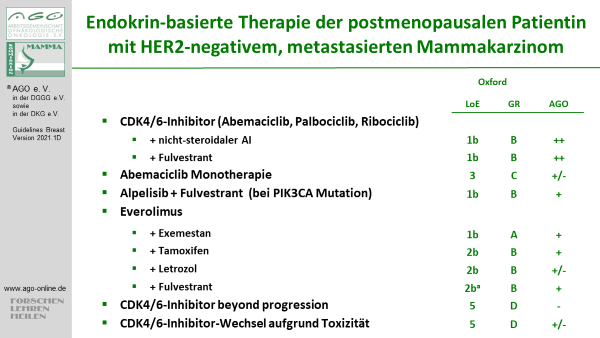 Endokrin-basierte Therapie der postmenopausalen Patientin
mit HER2-negativem, metastasierten Mammakarzinom
AGO
ARBEITSGEMEINSCHAFT
GYNÄKOLOGISCHE
ONKOLOGIE E.V.
MAMMA
© AGO e. V.
in der DGGG e.V.
sowie
in der DKG e.V.
Guidelines Breast
Version 2021.1D
www.ago-online.de
FORSCHEN
LEHREN
HEILEN
Oxford
LoE GR AGO
CDK4/6-Inhibitor (Abemaciclib, Palbociclib, Ribociclib)
+ nicht-steroidaler AI 1b B ++
+ Fulvestrant 1b B ++
Abemaciclib Monotherapie 3 C +/-
Alpelisib + Fulvestrant (bei PIK3CA Mutation) 1b B +
Everolimus
+ Exemestan 1b A +
+ Tamoxifen 2b B +
+ Letrozol 2b B +/-
+ Fulvestrant 2bᵃ B +
CDK4/6-Inhibitor beyond progression 5 D -
CDK4/6-Inhibitor-Wechsel aufgrund Toxizität 5 D +/-